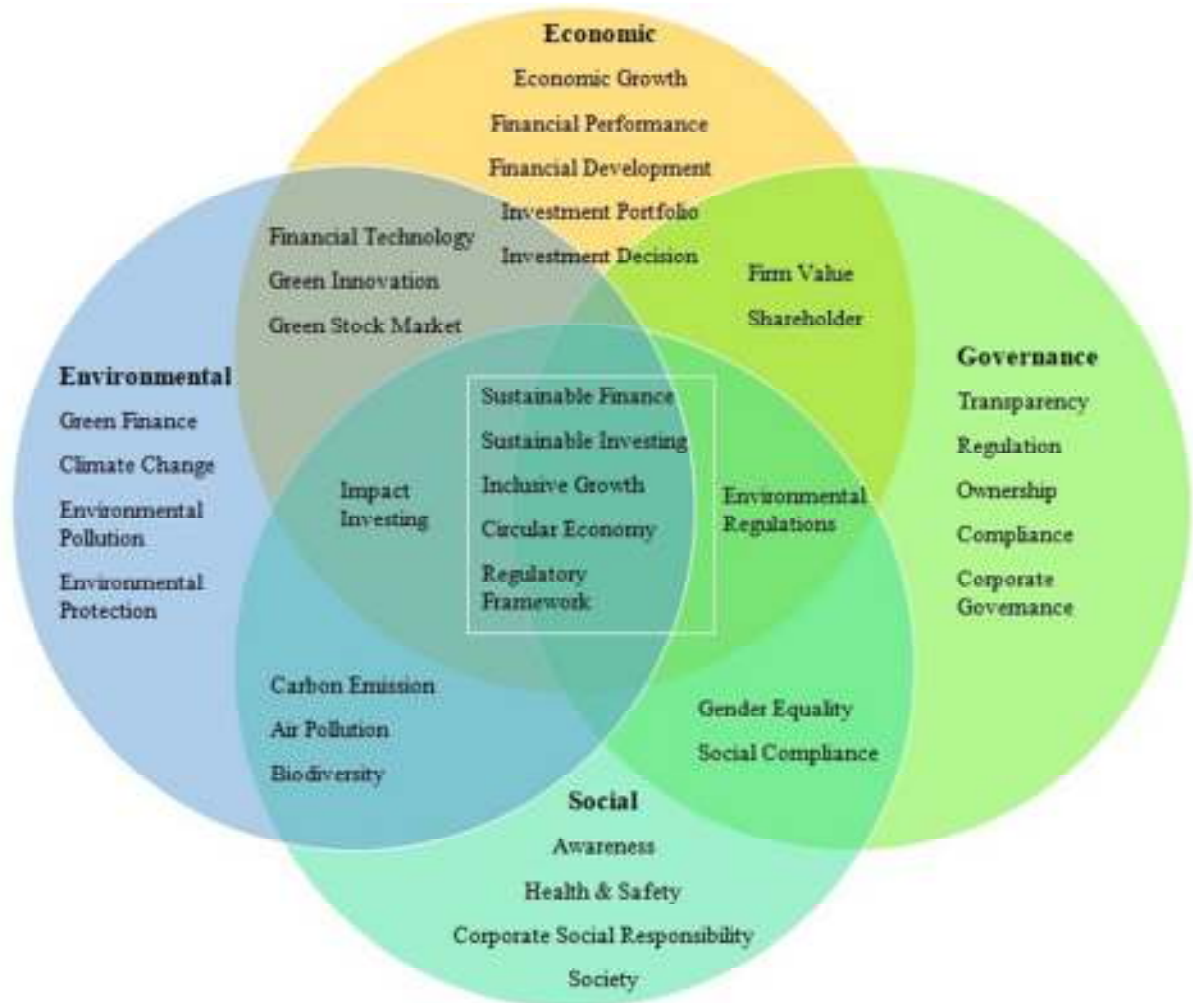 Economic
Economic Growth
Financial Performance
Financial Development
Investment Portfolio
Investment Decision
Financial Technology
Green Innovation
Green Stock Market
Firm Value
Shareholder
Environmental
Green Finance
Climate Change
Environmental
Pollution
Environmental
Protection
Impact
Investing
Sustainable Finance
Sustainable Investing
Inclusive Growth
Circular Economy
Regulatory
Framework
Environmental
Regulations
Governance
Transparency
Regulation
Ownership
Compliance
Corporate
Governance
Carbon Emission
Air Pollution
Biodiversity
Gender Equality
Social Compliance
Social
Awareness
Health & Safety
Corporate Social Responsibility
Society